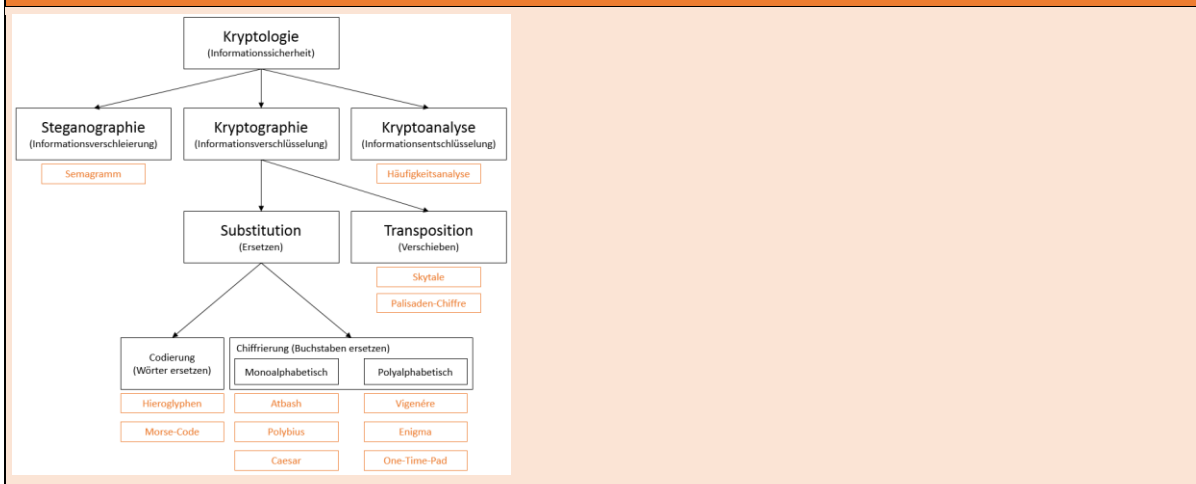 Kryptologie
(Informationssicherheit)
Steganographie
(Informationsverschleierung)
Kryptographie
(Informationsverschlüsselung)
Kryptoanalyse
(Informationsentschlüsselung)
Semagramm
Häufigkeitsanalyse
Substitution
(Ersetzen)
Transposition
(Verschieben)
Skytale
Palisaden-Chiffre
Codierung
(Wörter ersetzen)
Chiffrierung (Buchstaben ersetzen)
Monoalphabetisch
Polyalphabetisch
Hieroglyphen
Atbash
Vigenére
Morse-Code
Polybius
Enigma
Caesar
One-Time-Pad